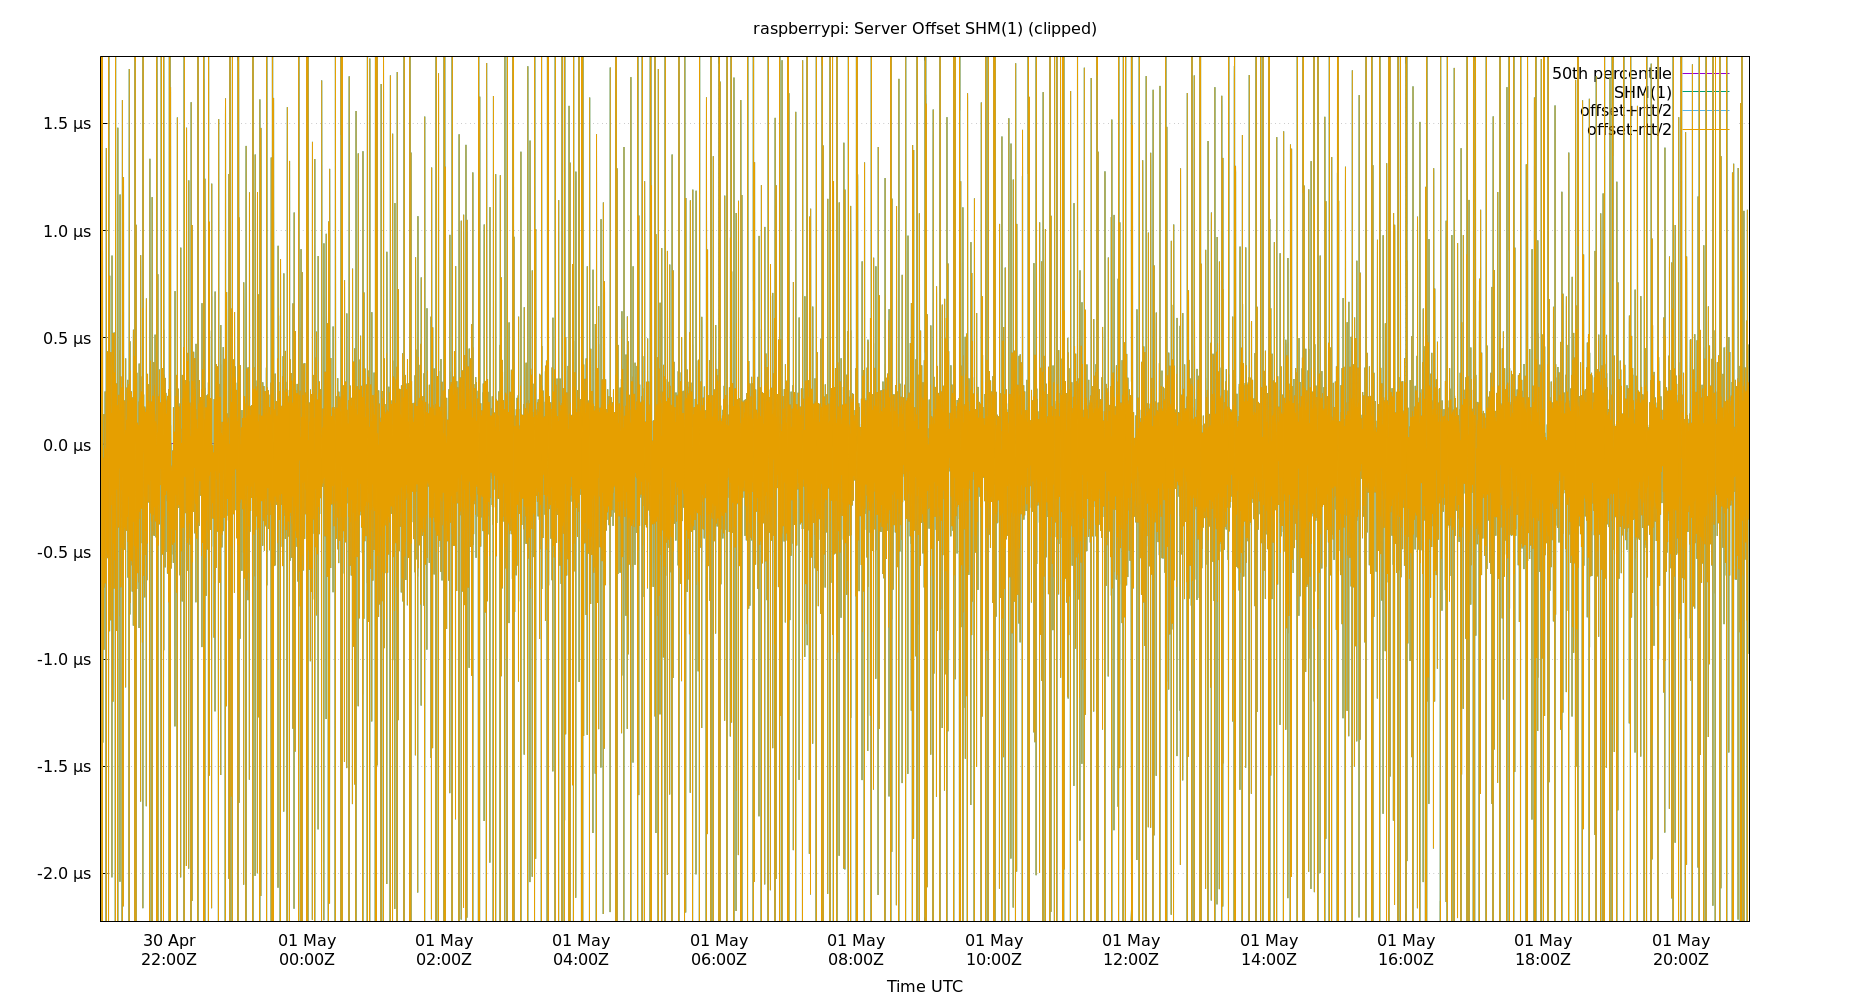 raspberrypi: Server Offset SHM(1) (clipped)
50th percentile
SHM(1)
offset+rtt/2
offset-rtt/2
1.5 µs
1.0 µs
0.5 µs
0.0 µs
-0.5 µs
-1.0 µs
-1.5 µs
-2.0 µs
30 Apr 01 May 01 May 01 May 01 May 01 May 01 May 01 May 01 May 01 May 01 May 01 May
22:00Z 00:00Z 02:00Z 04:00Z 06:00Z 08:00Z 10:00Z 12:00Z 14:00Z 16:00Z 18:00Z 20:00Z
Time UTC